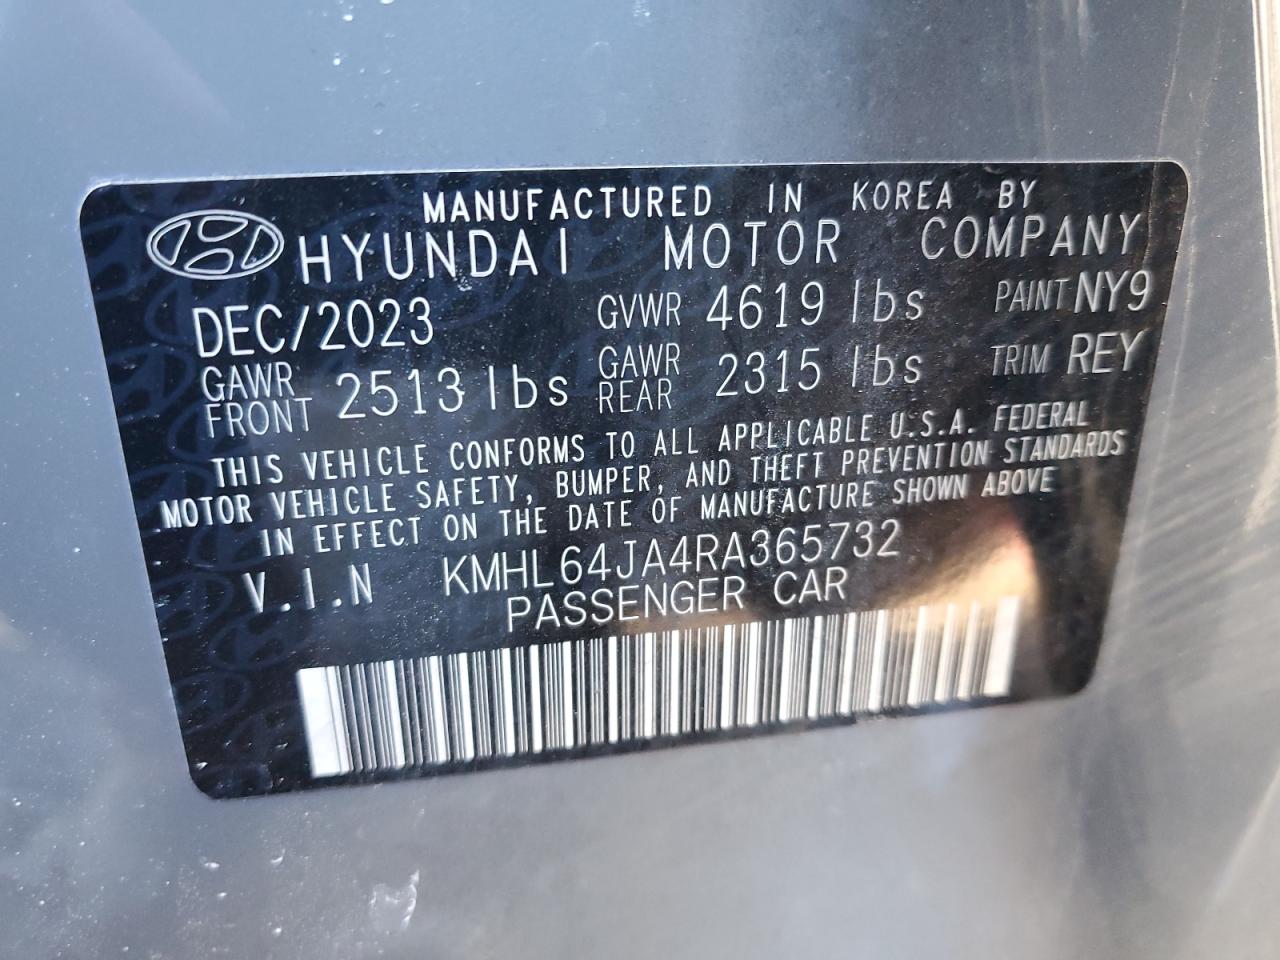 MANUFACTURED IN KOREA BY
HYUNDAI MOTOR COMPANY
DEC/2023 GVWR 4619 lbs PAINT NY9
GAWR FRONT 2513 lbs GAWR REAR 2315 lbs TRIM REY
THIS VEHICLE CONFORMS TO ALL APPLICABLE U.S.A. FEDERAL
MOTOR VEHICLE SAFETY, BUMPER, AND THEFT PREVENTION STANDARDS
IN EFFECT ON THE DATE OF MANUFACTURE SHOWN ABOVE
V.I.N KMHL64JA4RA365732
PASSENGER CAR